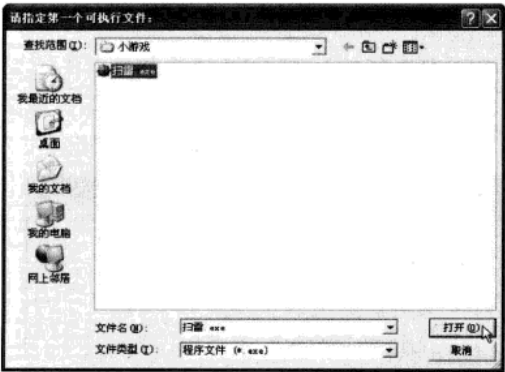 请指定第一个可执行文件:
查找范围(I):
小游戏
扫雷.exe
我最近的文档
桌面
我的文档
我的电脑
网上邻居
文件名(N):
扫雷.exe
打开(O)
文件类型(T):
程序文件 (*.exe)
取消